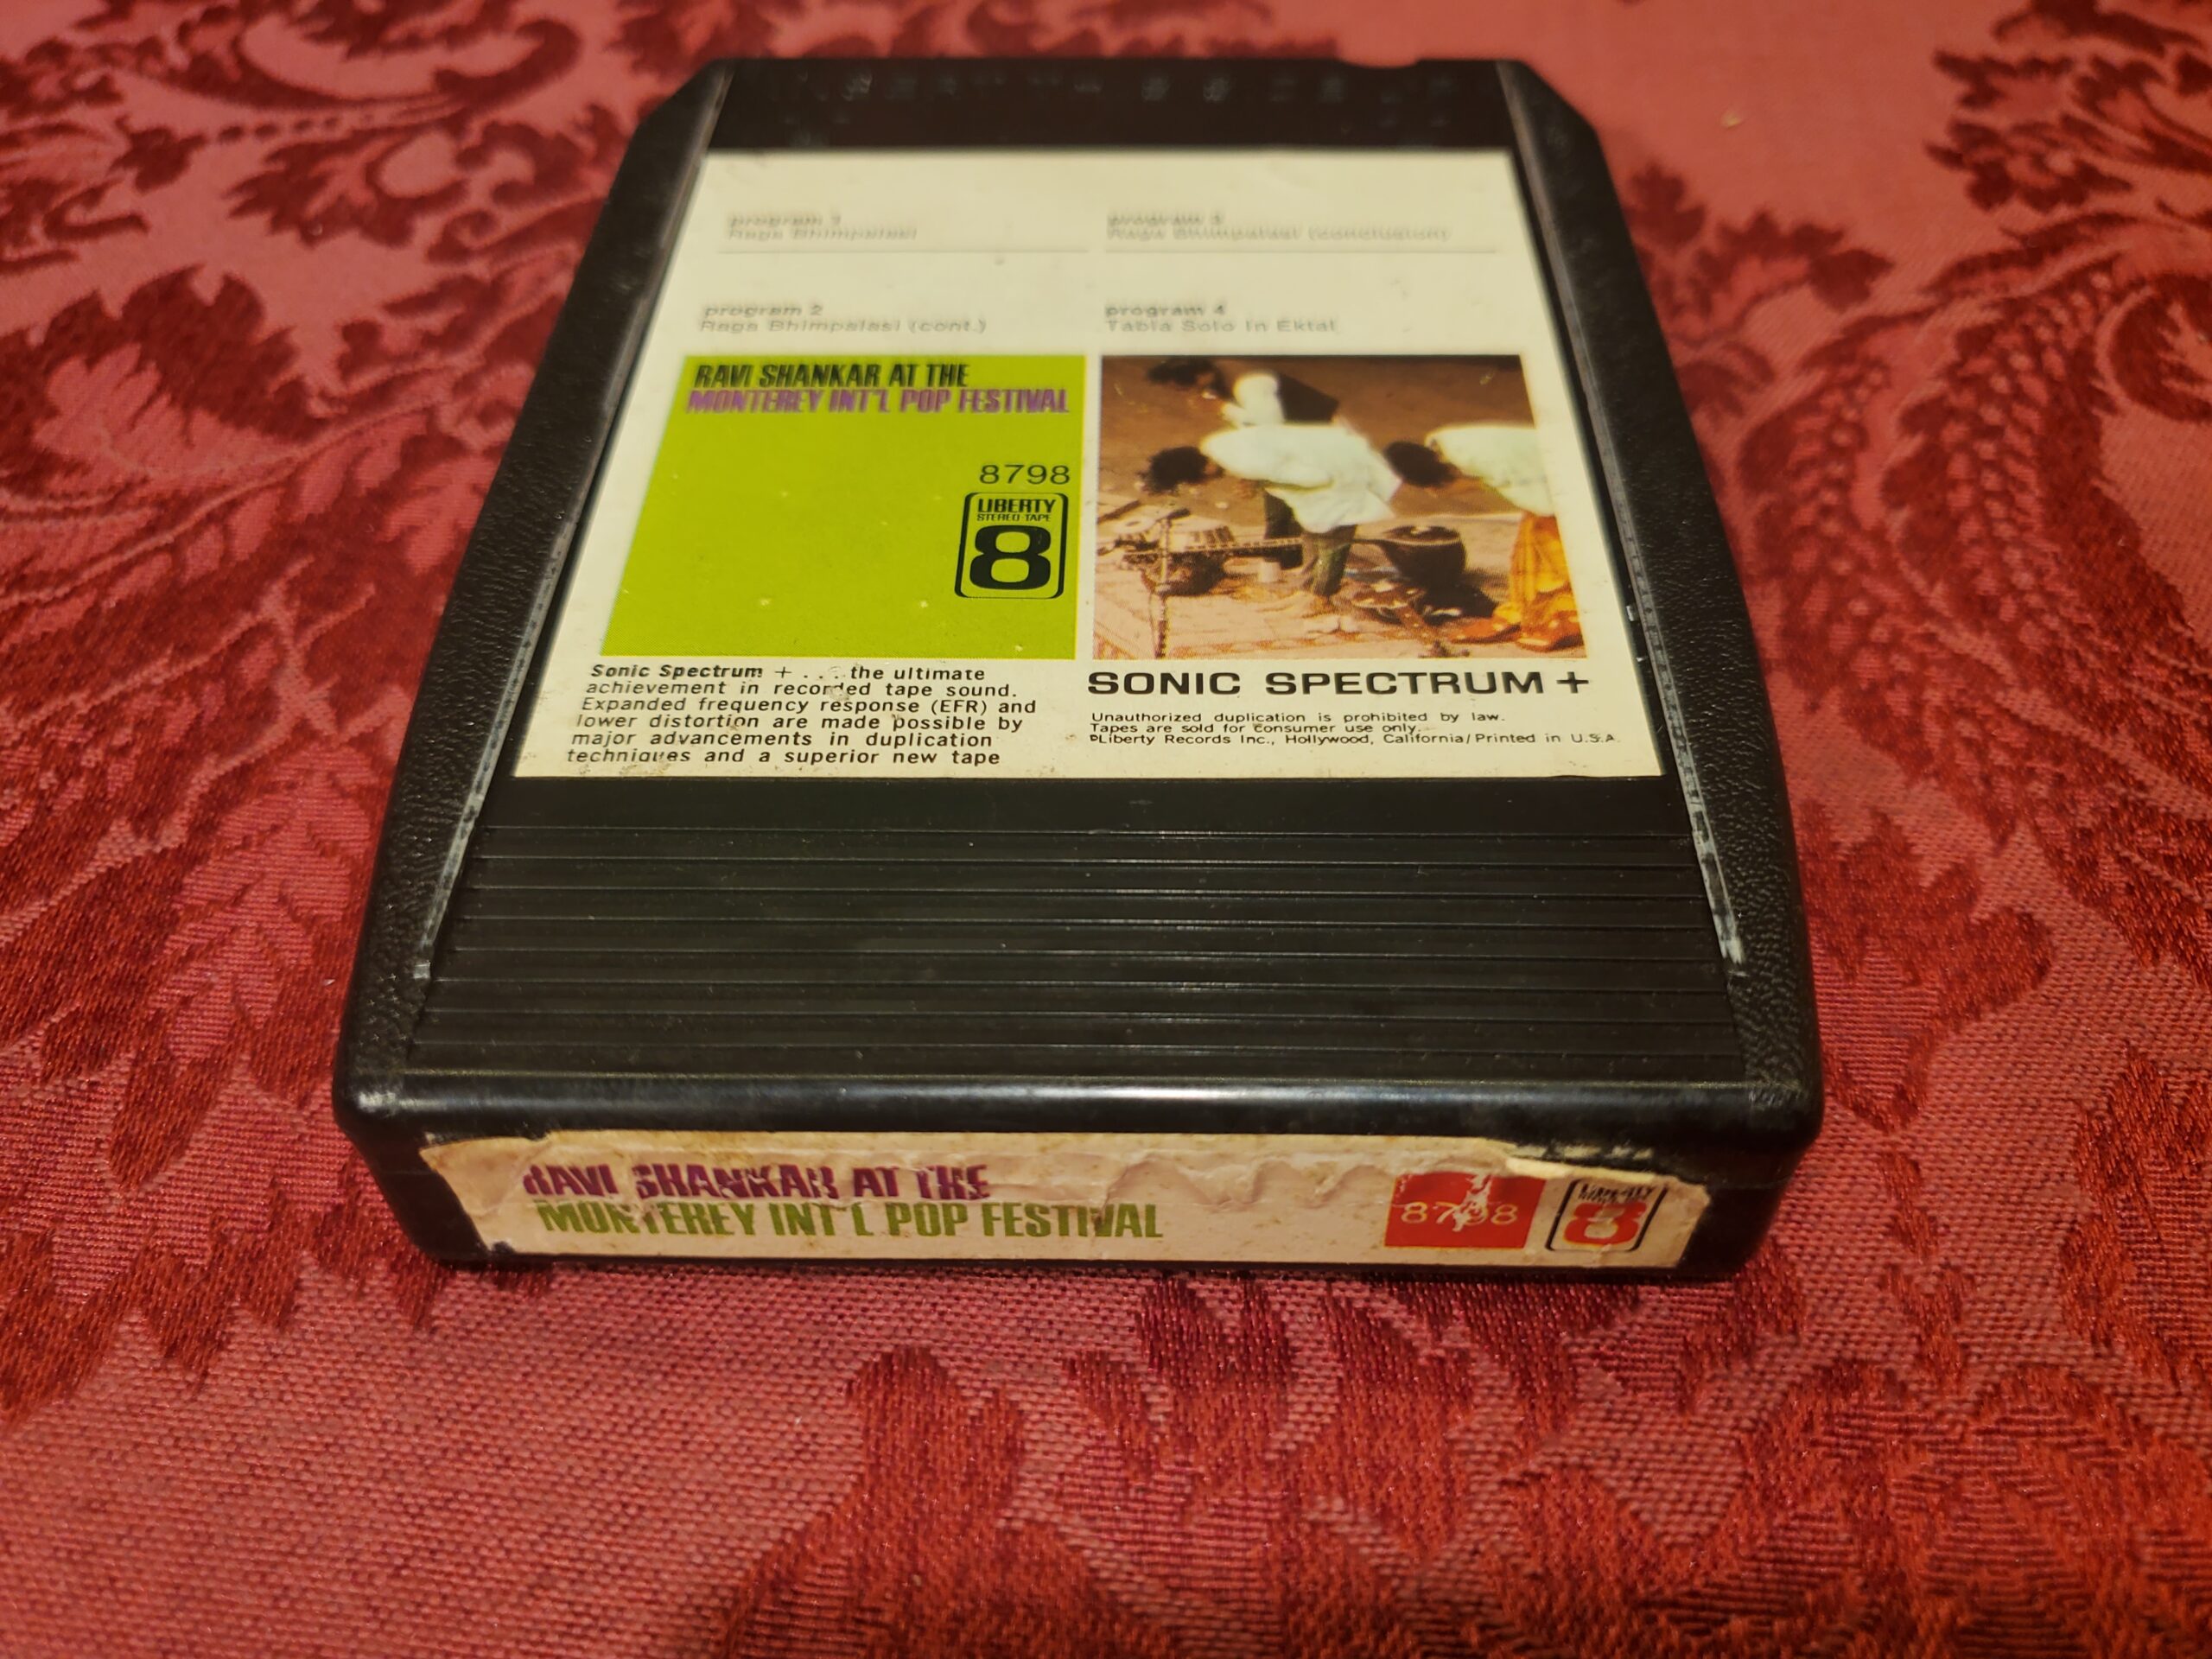 program 1
Raga Bhimpalasi
program 3
Raga Bhimpalasi (conclusion)
program 2
Raga Bhimpalasi (cont.)
program 4
Tabla Solo in Ektal
RAVI SHANKAR AT THE
MONTEREY INT'L POP FESTIVAL
8798
LIBERTY
STEREO-TAPE
8
Sonic Spectrum + . . . the ultimate
achievement in recorded tape sound.
Expanded frequency response (EFR) and
lower distortion are made possible by
major advancements in duplication
techniques and a superior new tape
SONIC SPECTRUM +
Unauthorized duplication is prohibited by law.
Tapes are sold for consumer use only.
©Liberty Records Inc., Hollywood, California/Printed in U.S.A.
RAVI SHANKAR AT THE
MONTEREY INT'L POP FESTIVAL
8798
LIBERTY
8